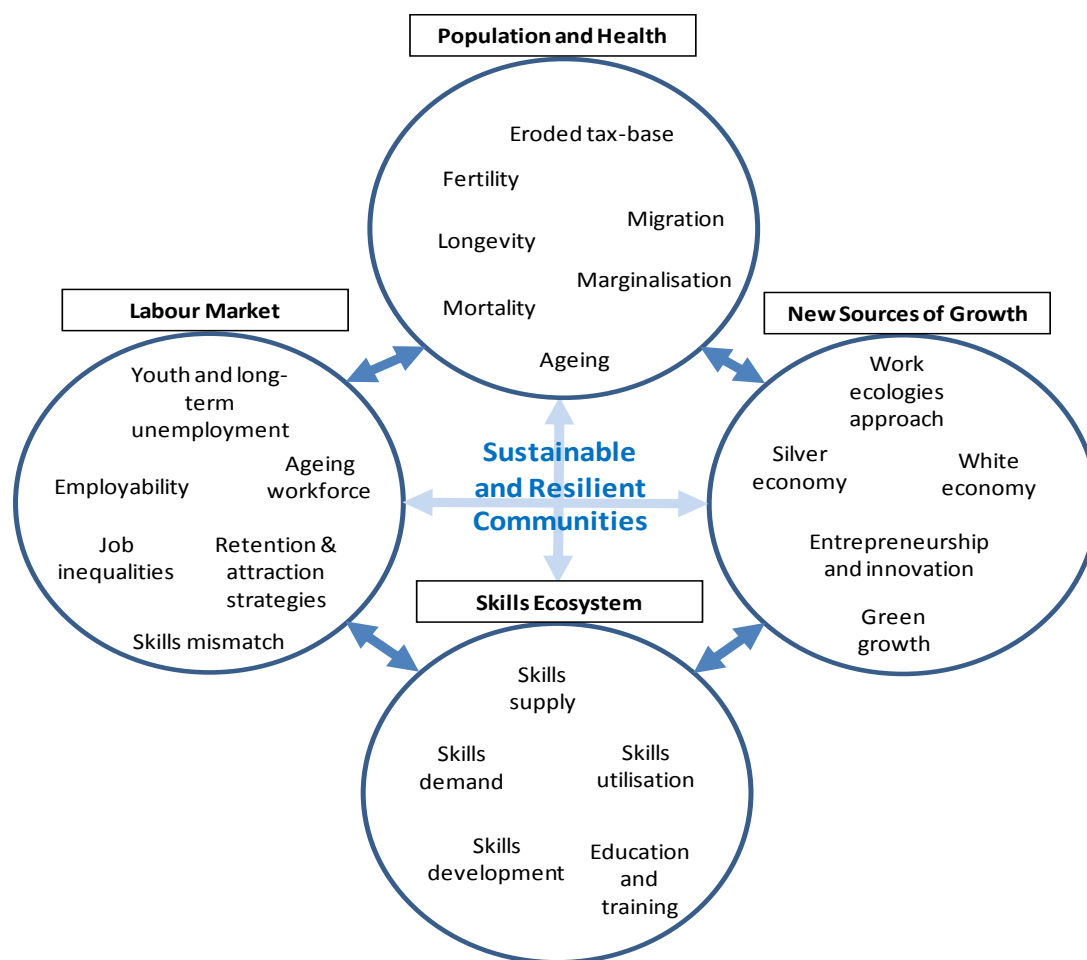 Population and Health
Eroded tax-base
Fertility
Migration
Longevity
Marginalisation
Mortality
Ageing
Labour Market
Youth and long-
term
unemployment
Ageing
workforce
Employability
Job
inequalities
Retention &
attraction
strategies
Skills mismatch
Sustainable
and Resilient
Communities
New Sources of Growth
Work
ecologies
approach
Silver
economy
White
economy
Entrepreneurship
and innovation
Green
growth
Skills Ecosystem
Skills
supply
Skills
demand
Skills
utilisation
Skills
development
Education
and
training